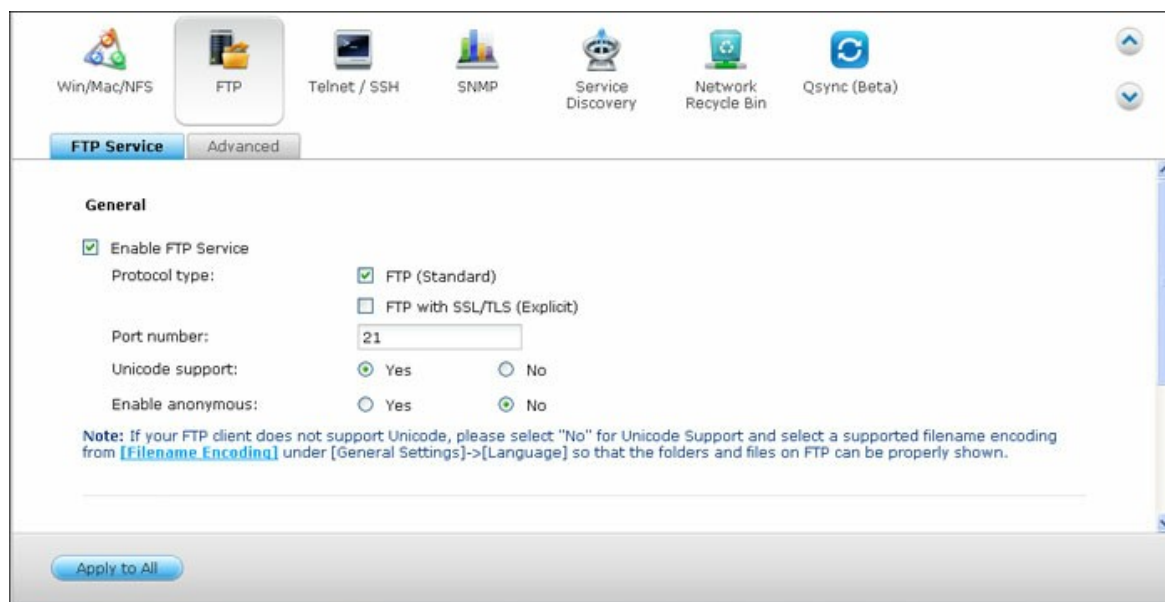 Win/Mac/NFS
FTP
Telnet / SSH
SNMP
Service
Discovery
Network
Recycle Bin
Qsync (Beta)
FTP Service
Advanced
General
Enable FTP Service
Protocol type:
FTP (Standard)
FTP with SSL/TLS (Explicit)
Port number:
21
Unicode support:
Yes
No
Enable anonymous:
Yes
No
Note: If your FTP client does not support Unicode, please select "No" for Unicode Support and select a supported filename encoding
from [Filename Encoding] under [General Settings]->[Language] so that the folders and files on FTP can be properly shown.
Apply to All